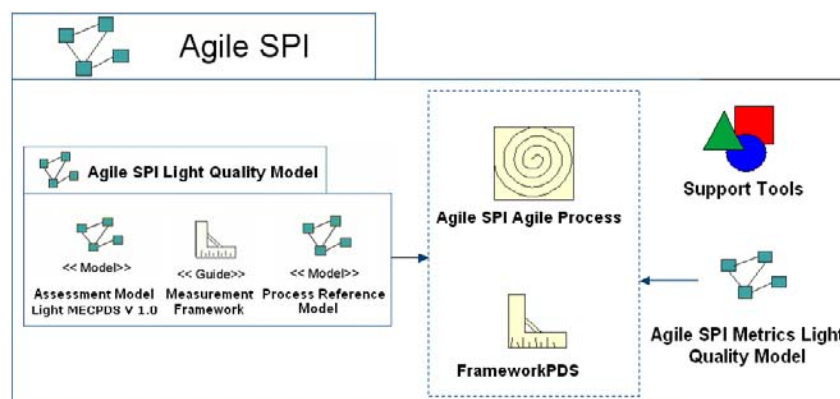 Agile SPI
Agile SPI Light Quality Model
<< Model>>
Assessment Model
Light MECPDS V 1.0
<< Guide>>
Measurement
Framework
<< Model>>
Process Reference
Model
Agile SPI Agile Process
FrameworkPDS
Support Tools
Agile SPI Metrics Light
Quality Model